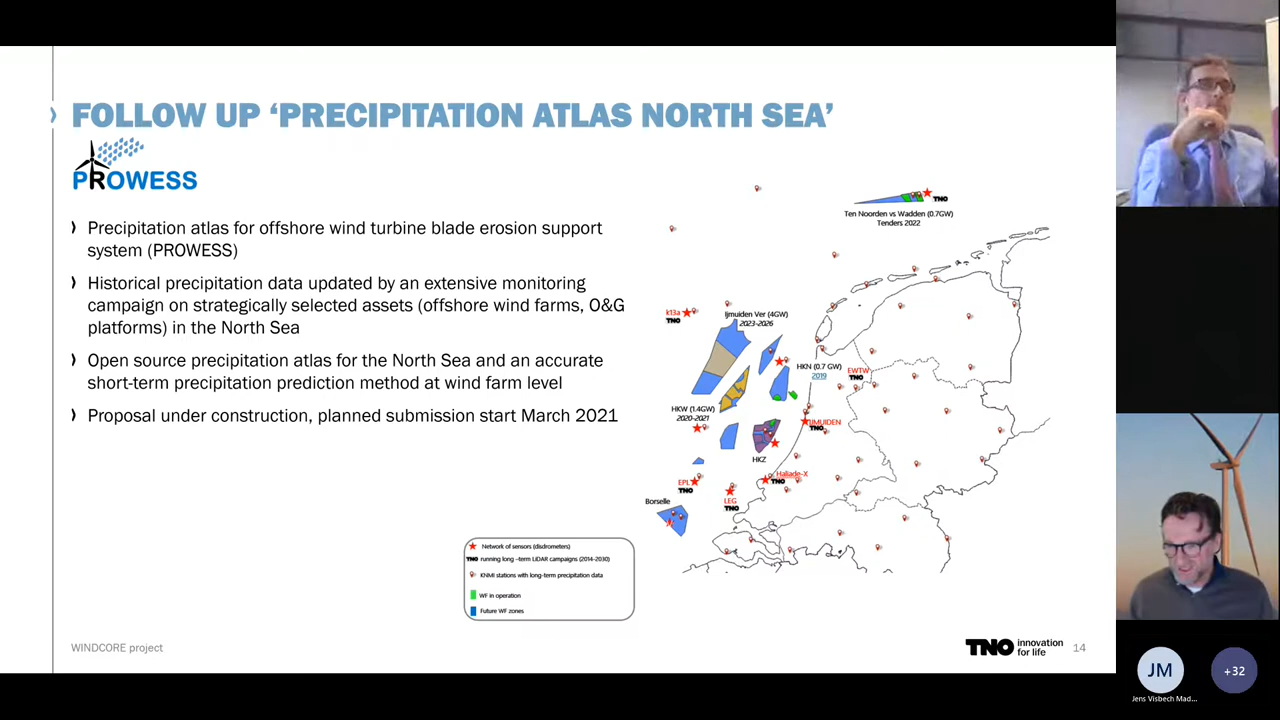 FOLLOW UP ‘PRECIPITATION ATLAS NORTH SEA’
PROWESS
Precipitation atlas for offshore wind turbine blade erosion support
system (PROWESS)
Historical precipitation data updated by an extensive monitoring
campaign on strategically selected assets (offshore wind farms, O&G
platforms) in the North Sea
Open source precipitation atlas for the North Sea and an accurate
short-term precipitation prediction method at wind farm level
Proposal under construction, planned submission start March 2021
TNO
Ten Noorden vs Wadden (0.7GW)
Tenders 2022
k13a
TNO
Ijmuiden Ver (4GW)
2023-2026
HKN (0.7 GW)
2019
EWTW
TNO
HKW (1.4GW)
2020-2021
IJMUIDEN
TNO
HKZ
Haliade-X
TNO
EPL
TNO
LEG
TNO
Borselle
Network of sensors (disdrometers)
TNO running long –term LiDAR campaigns (2014-2030)
KNMI stations with long-term precipitation data
WF in operation
Future WF zones
WINDCORE project
TNO innovation
for life
14
JM
+32
Jens Visbech Mad...